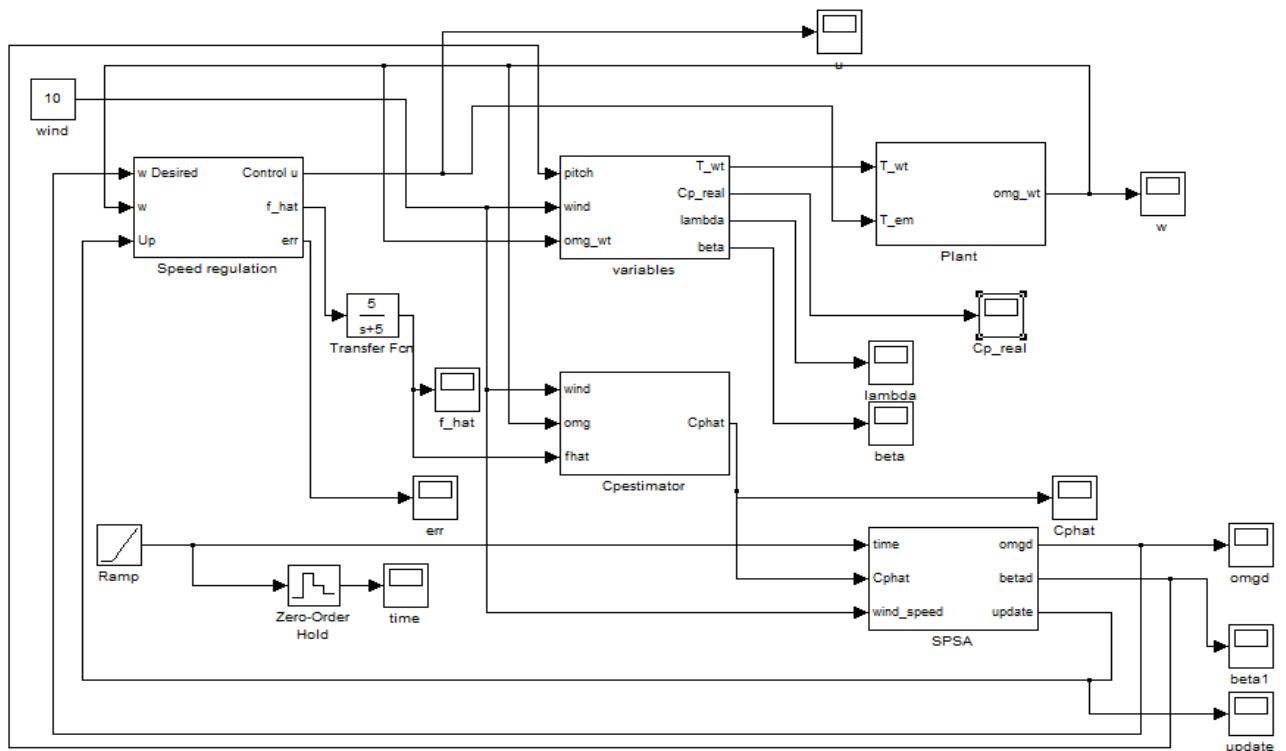 u
10
wind
w Desired
w
Up
Control u
f_hat
err
Speed regulation
pitch
wind
omg_wt
T_wt
Cp_real
lambda
beta
variables
T_wt
T_em
omg_wt
Plant
w
5
s+5
Transfer Fcn
f_hat
Cp_real
lambda
beta
wind
omg
fhat
Cphat
Cpestimator
err
Cphat
Ramp
Zero-Order
Hold
time
time
Cphat
wind_speed
omgd
betad
update
SPSA
omgd
beta1
update